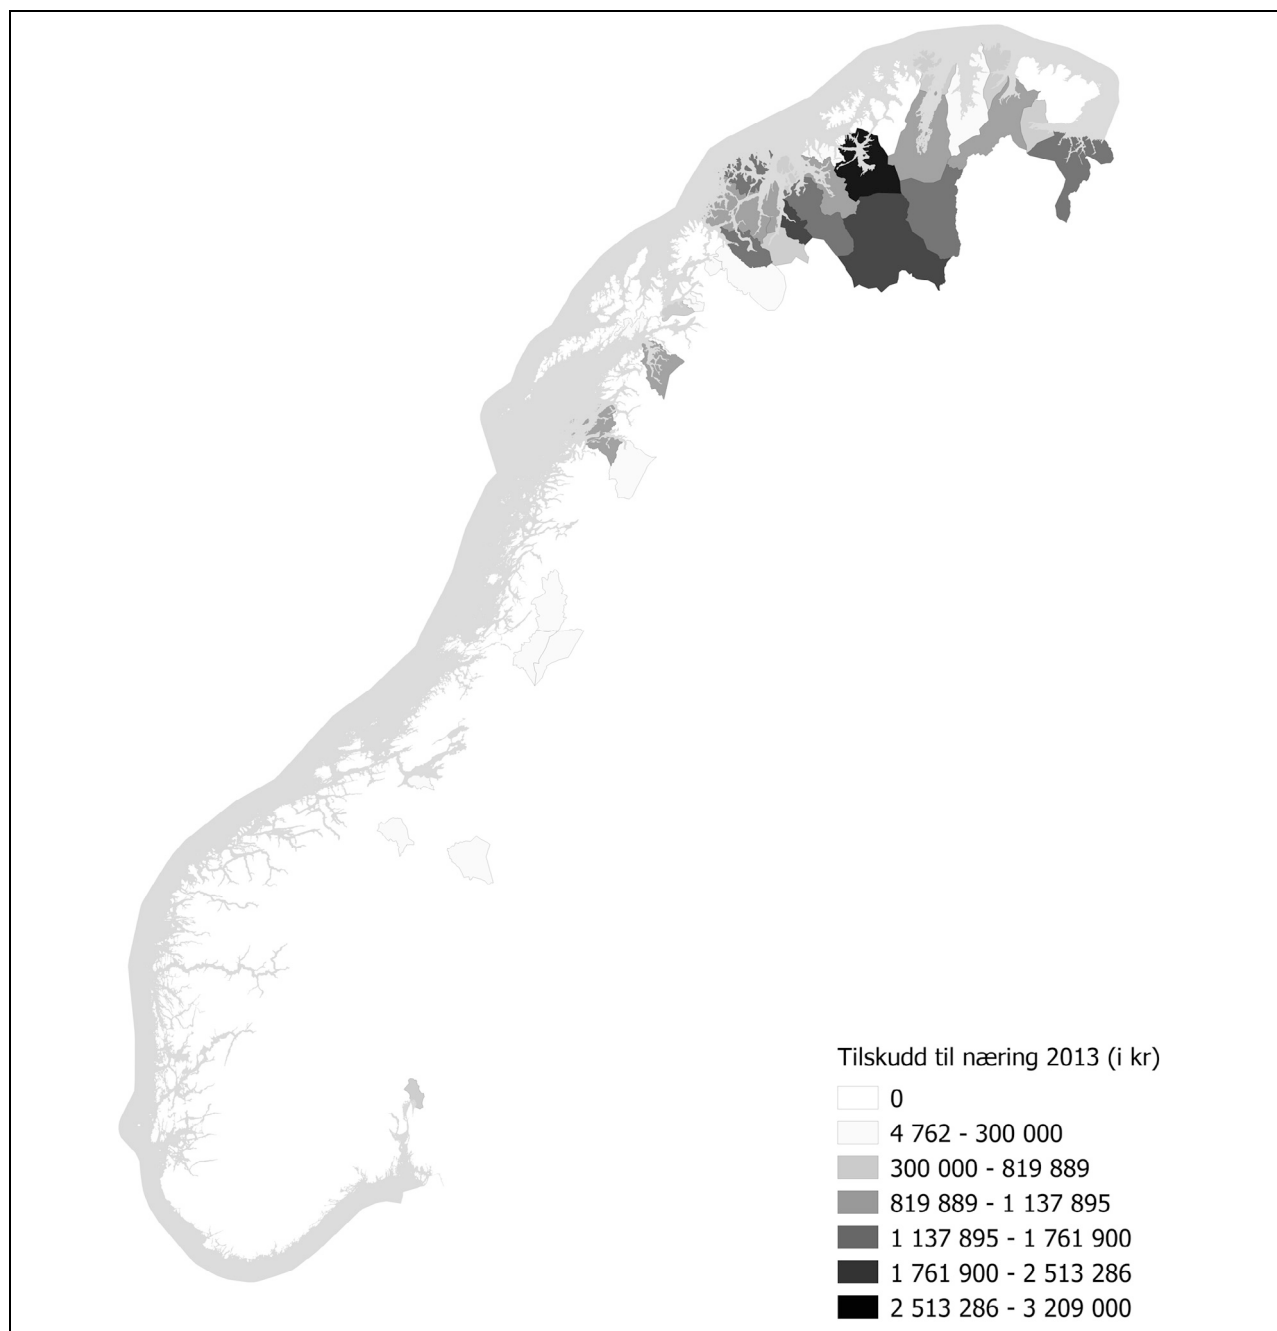 Tilskudd til næring 2013 (i kr)
0
4 762 - 300 000
300 000 - 819 889
819 889 - 1 137 895
1 137 895 - 1 761 900
1 761 900 - 2 513 286
2 513 286 - 3 209 000